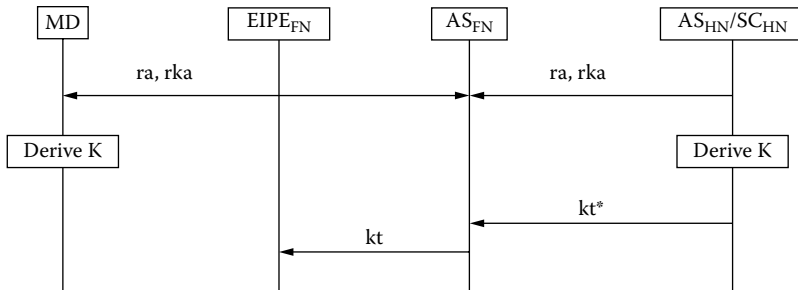 MD
EIPE_FN
AS_FN
AS_HN/SC_HN
ra, rka
ra, rka
Derive K
Derive K
kt*
kt